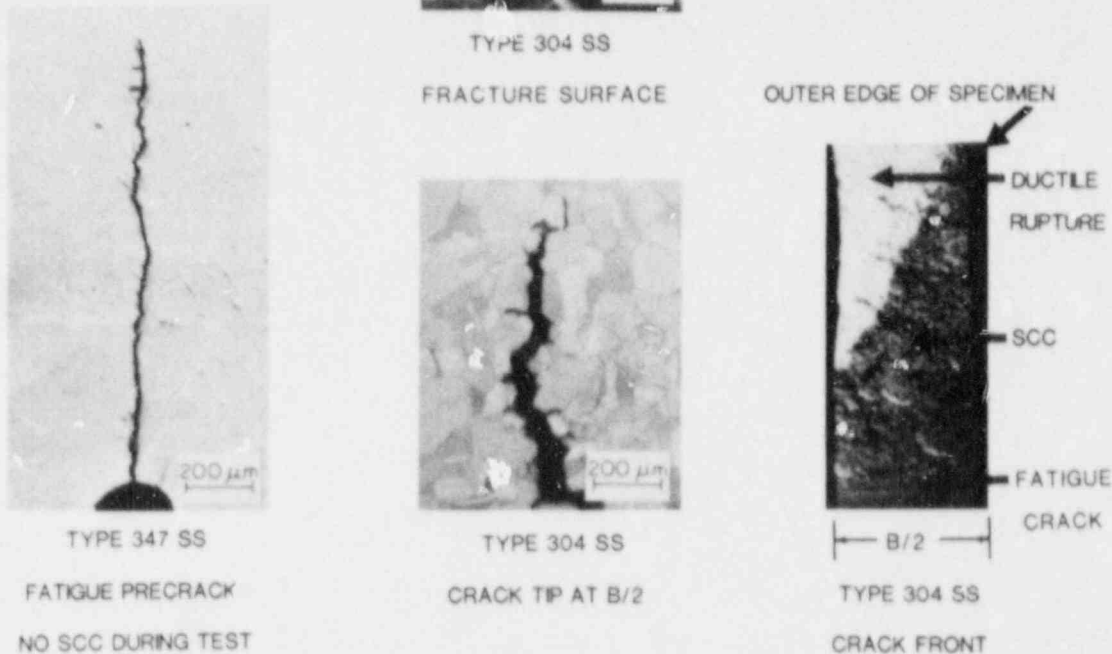 TYPE 304 SS
FRACTURE SURFACE
200 µm
TYPE 347 SS
FATIGUE PRECRACK
NO SCC DURING TEST
200 µm
TYPE 304 SS
CRACK TIP AT B/2
OUTER EDGE OF SPECIMEN
DUCTILE
RUPTURE
SCC
FATIGUE
CRACK
B/2
TYPE 304 SS
CRACK FRONT